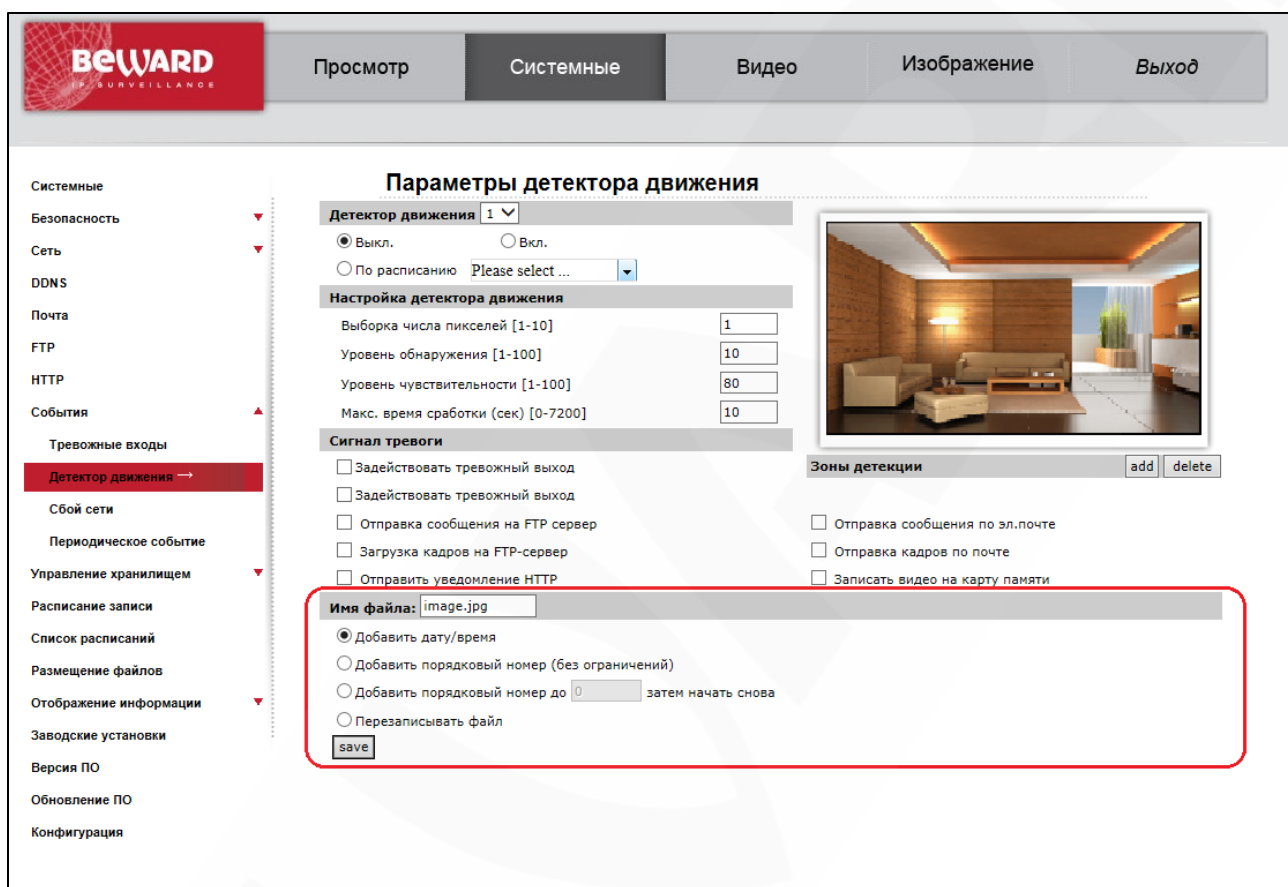 BEWARD
IP SURVEILLANCE
Просмотр
Системные
Видео
Изображение
Выход
Системные
Безопасность
Сеть
DDNS
Почта
FTP
HTTP
События
Тревожные входы
Детектор движения →
Сбой сети
Периодическое событие
Управление хранилищем
Расписание записи
Список расписаний
Размещение файлов
Отображение информации
Заводские установки
Версия ПО
Обновление ПО
Конфигурация
Параметры детектора движения
Детектор движения 1
Выкл. Вкл.
По расписанию Please select ...
Настройка детектора движения
Выборка числа пикселей [1-10] 1
Уровень обнаружения [1-100] 10
Уровень чувствительности [1-100] 80
Макс. время сработки (сек) [0-7200] 10
Сигнал тревоги
Зоны детекции add delete
Задействовать тревожный выход
Задействовать тревожный выход
Отправка сообщения на FTP сервер Отправка сообщения по эл.почте
Загрузка кадров на FTP-сервер Отправка кадров по почте
Отправить уведомление HTTP Записать видео на карту памяти
Имя файла: image.jpg
Добавить дату/время
Добавить порядковый номер (без ограничений)
Добавить порядковый номер до 0 затем начать снова
Перезаписывать файл
save